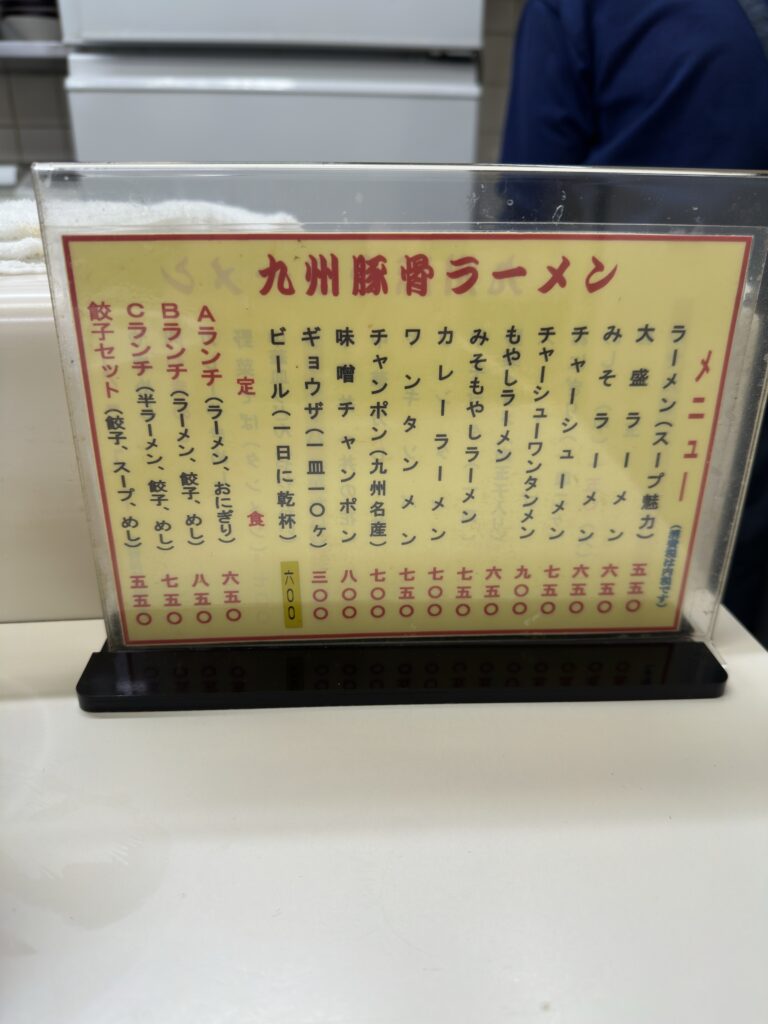 九州豚骨ラーメン
メニュー
(消費税は内税です)
ラーメン(スープ魅力) 五五〇
大盛ラーメン 六五〇
みそラーメン 六五〇
チャーシューメン 七五〇
チャーシューワンタンメン 九〇〇
もやしラーメン 六五〇
みそもやしラーメン 七五〇
カレーラーメン 七〇〇
ワンタンメン 七五〇
チャンポン(九州名産) 七〇〇
味噌チャンポン 八〇〇
ギョウザ(一皿一〇ヶ) 三〇〇
ビール(一日に乾杯) 六00
定食
Aランチ(ラーメン、おにぎり) 六五〇
Bランチ(ラーメン、餃子、めし) 八五〇
Cランチ(半ラーメン、餃子、めし) 七五〇
餃子セット(餃子、スープ、めし) 五五〇